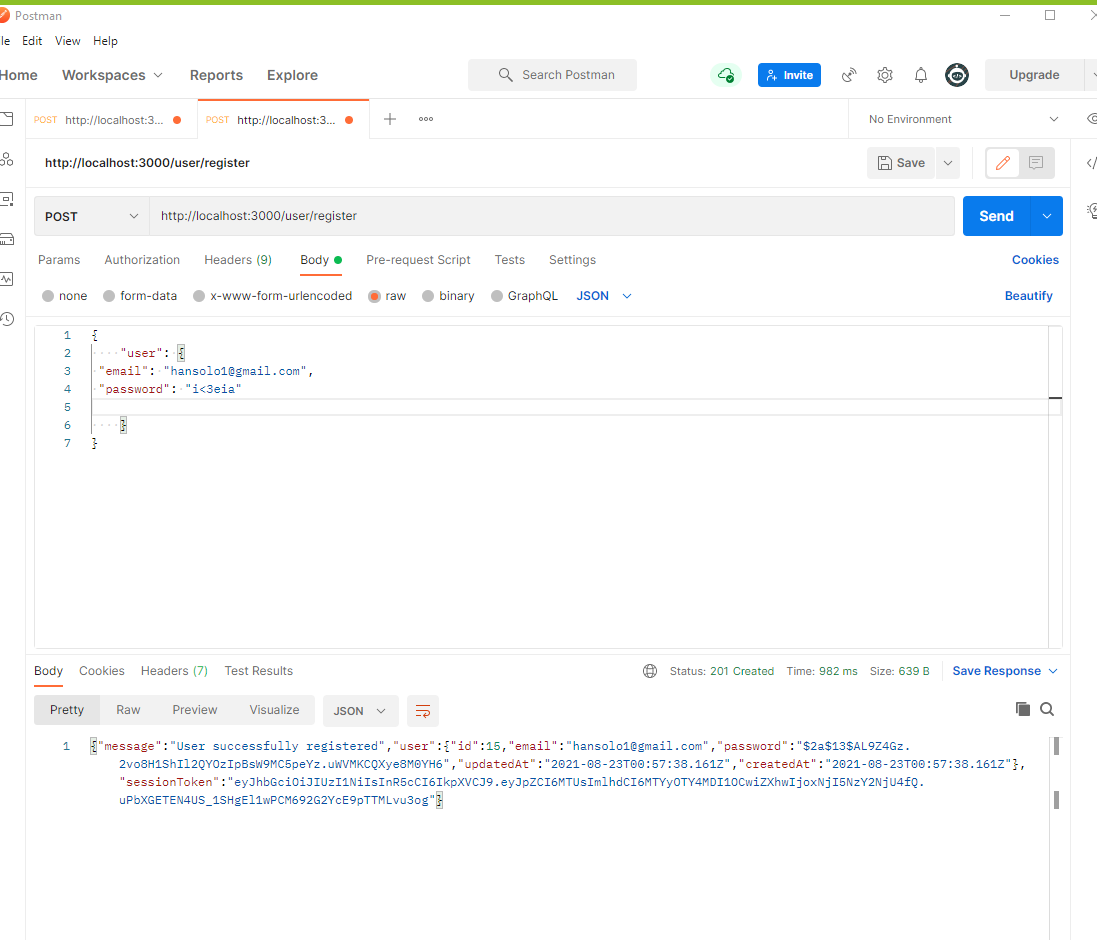 Postman
le Edit View Help
Home Workspaces Reports Explore Search Postman Invite Upgrade
POST http://localhost:3... POST http://localhost:3... No Environment
http://localhost:3000/user/register Save
POST http://localhost:3000/user/register Send
Params Authorization Headers (9) Body Pre-request Script Tests Settings Cookies
none form-data x-www-form-urlencoded raw binary GraphQL JSON Beautify
1 {
2 "user": {
3 "email": "hansolo1@gmail.com",
4 "password": "i<3eia"
5
6 }
7 }
Body Cookies Headers (7) Test Results Status: 201 Created Time: 982 ms Size: 639 B Save Response
Pretty Raw Preview Visualize JSON
1 {"message":"User successfully registered","user":{"id":15,"email":"hansolo1@gmail.com","password":"$2a$13$AL9Z4Gz.
2vo8H1ShIl2QYOzIpBsW9MC5peYz.uWVMKCQXye8M0YH6","updatedAt":"2021-08-23T00:57:38.161Z","createdAt":"2021-08-23T00:57:38.161Z"},
"sessionToken":"eyJhbGciOiJIUzI1NiIsInR5cCI6IkpXVCJ9.eyJpZCI6MTUsImlhdCI6MTYyOTY4MDI1OCwiZXhwIjoxNjI5NzY2NjU4fQ.
uPbXGETEN4US_1SHgEl1wPCM692G2YcE9pTTMLvu3og"}